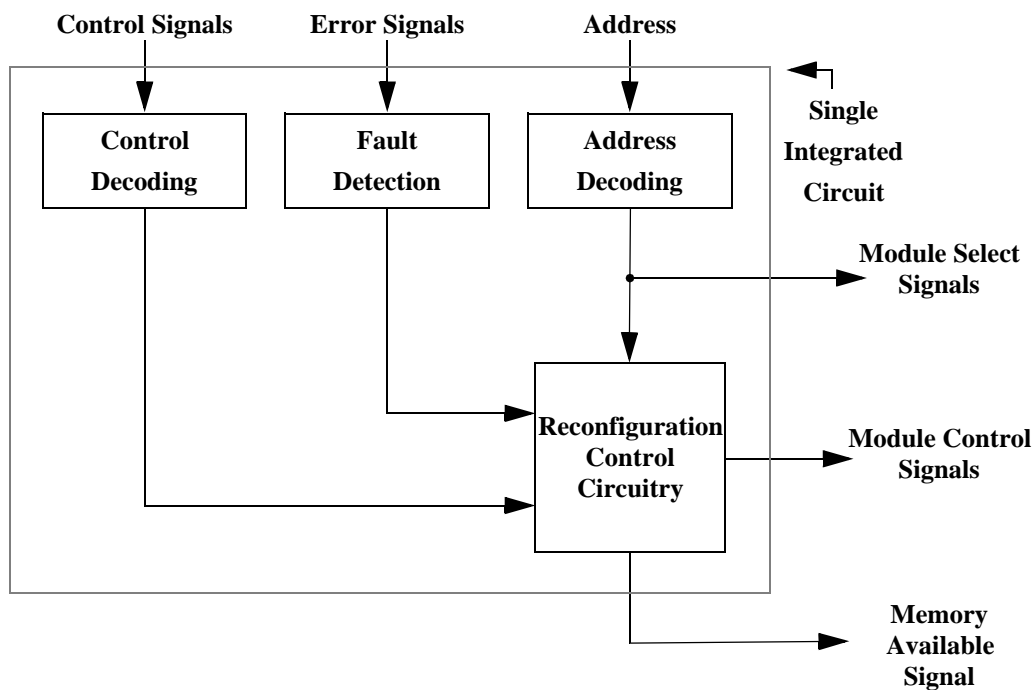 Control Signals
Error Signals
Address
Single
Integrated
Circuit
Control
Decoding
Fault
Detection
Address
Decoding
Module Select
Signals
Reconfiguration
Control
Circuitry
Module Control
Signals
Memory
Available
Signal